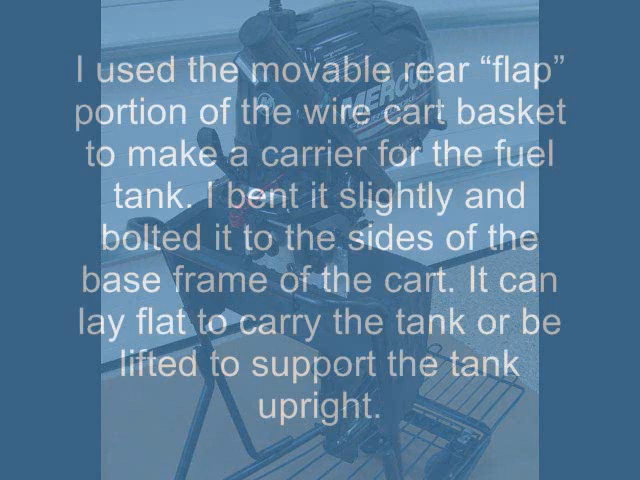 I used the movable rear “flap”
portion of the wire cart basket
to make a carrier for the fuel
tank. I bent it slightly and
bolted it to the sides of the
base frame of the cart. It can
lay flat to carry the tank or be
lifted to support the tank
upright.